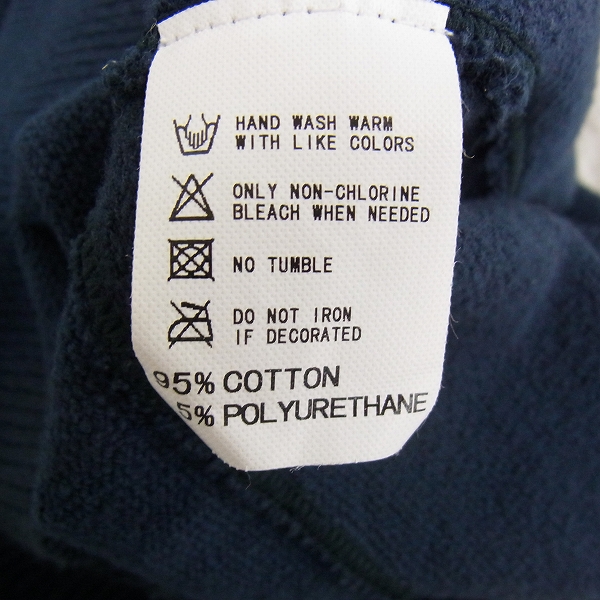 HAND WASH WARM
WITH LIKE COLORS
ONLY NON-CHLORINE
BLEACH WHEN NEEDED
NO TUMBLE
DO NOT IRON
IF DECORATED
95% COTTON
5% POLYURETHANE